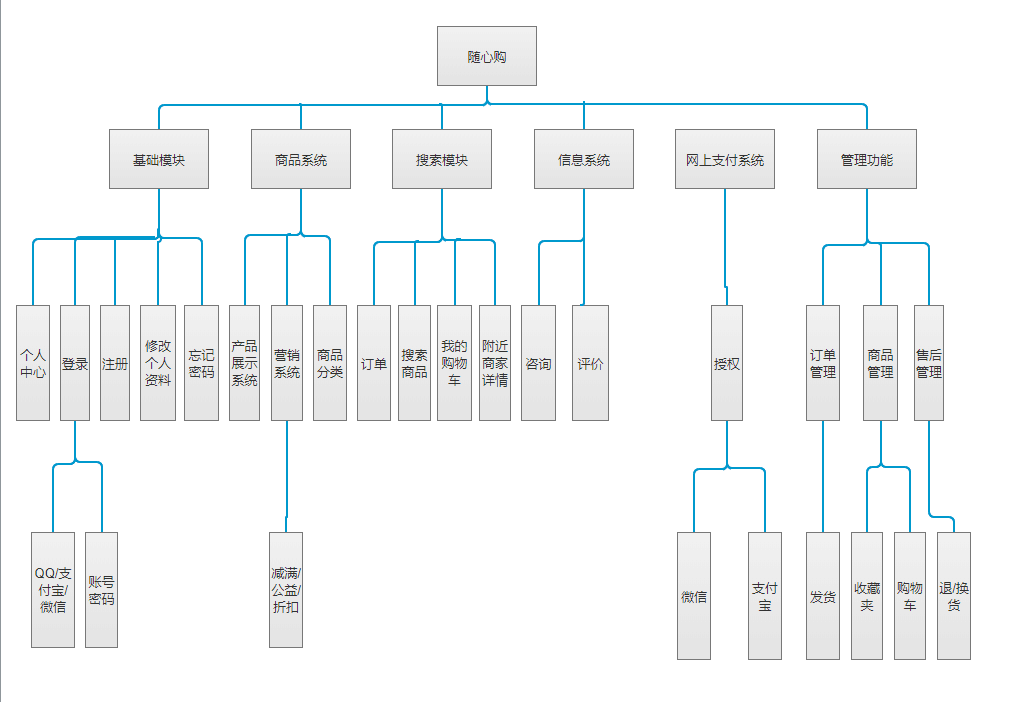 随心购
基础模块
商品系统
搜索模块
信息系统
网上支付系统
管理功能
个人
中心
登录
注册
修改
个人
资料
忘记
密码
产品
展示
系统
营销
系统
商品
分类
订单
搜索
商品
我的
购物
车
附近
商家
详情
咨询
评价
授权
订单
管理
商品
管理
售后
管理
QQ/支
付宝/
微信
账号
密码
减满/
公益/
折扣
微信
支付
宝
发货
收藏
夹
购物
车
退/换
货